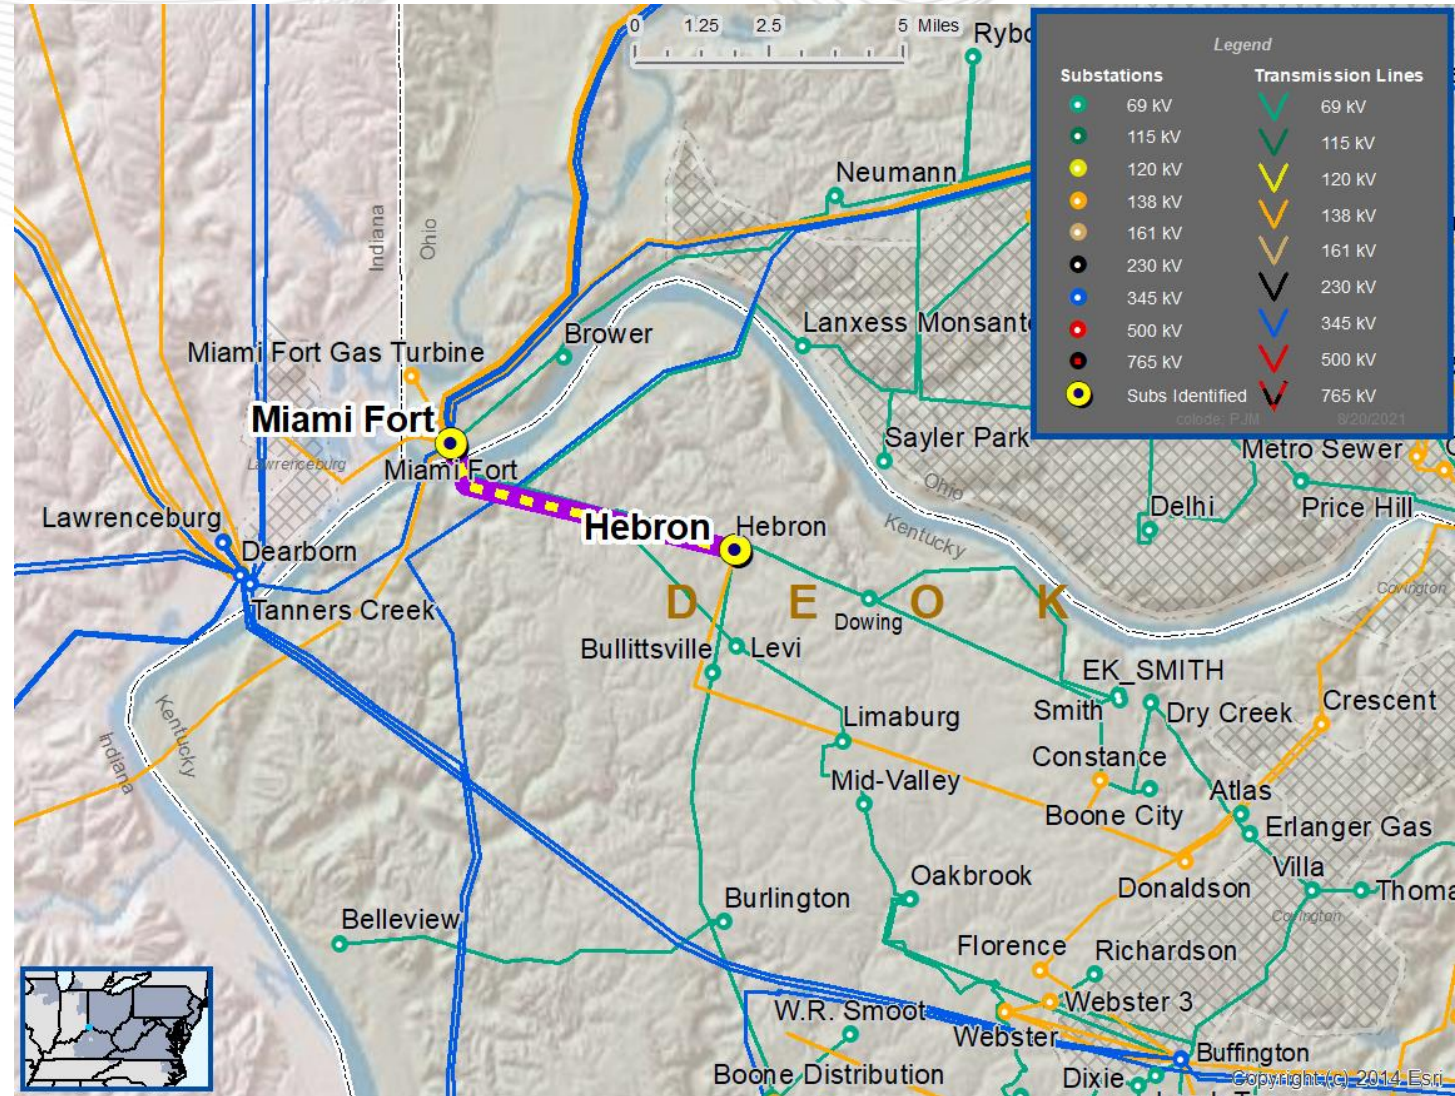 0 1.25 2.5 5 Miles
Legend
Substations
Transmission Lines
69 kV
115 kV
120 kV
138 kV
161 kV
230 kV
345 kV
500 kV
765 kV
Subs Identified
69 kV
115 kV
120 kV
138 kV
161 kV
230 kV
345 kV
500 kV
765 kV
colode: PJM 8/20/2021
Neumann
Indiana
Ohio
Brower
Lanxess Monsant
Miami Fort Gas Turbine
Miami Fort
Lawrenceburg
Miami Fort
Sayler Park
Metro Sewer
Ohio
Kentucky
Delhi
Price Hill
Lawrenceburg
Hebron
Hebron
Dearborn
Tanners Creek
D E O K
Dowing
Covington
Bullittsville
Levi
EK_SMITH
Smith
Dry Creek
Crescent
Limaburg
Kentucky
Indiana
Constance
Mid-Valley
Atlas
Boone City
Erlanger Gas
Villa
Donaldson
Oakbrook
Burlington
Covington
Belleview
Florence
Richardson
Webster 3
W.R. Smoot
Webster
Buffington
Boone Distribution
Dixie
Copyright (c) 2014 Esri